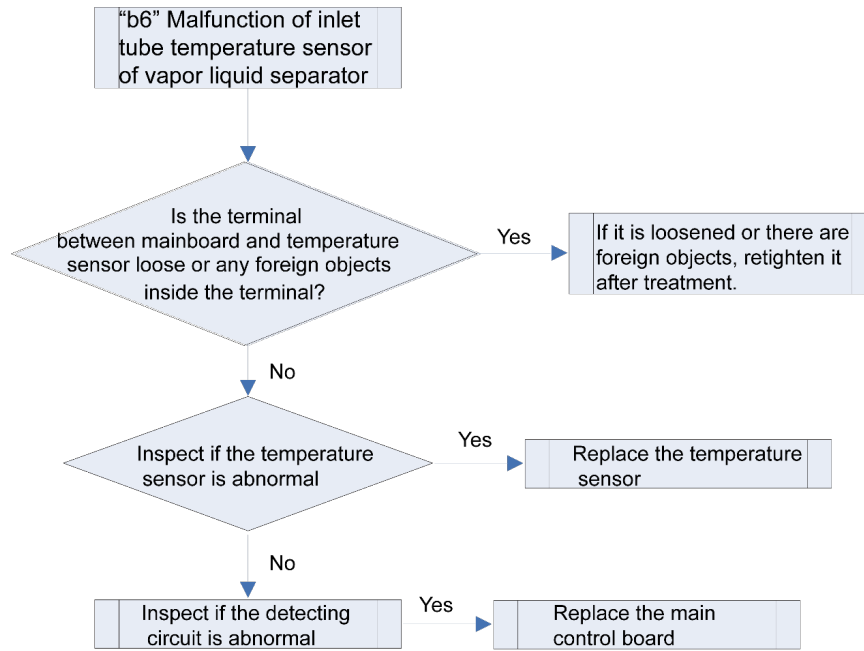 “b6” Malfunction of inlet
tube temperature sensor
of vapor liquid separator
Is the terminal
between mainboard and temperature
sensor loose or any foreign objects
inside the terminal?
Yes
If it is loosened or there are
foreign objects, retighten it
after treatment.
No
Inspect if the temperature
sensor is abnormal
Yes
Replace the temperature
sensor
No
Inspect if the detecting
circuit is abnormal
Yes
Replace the main
control board